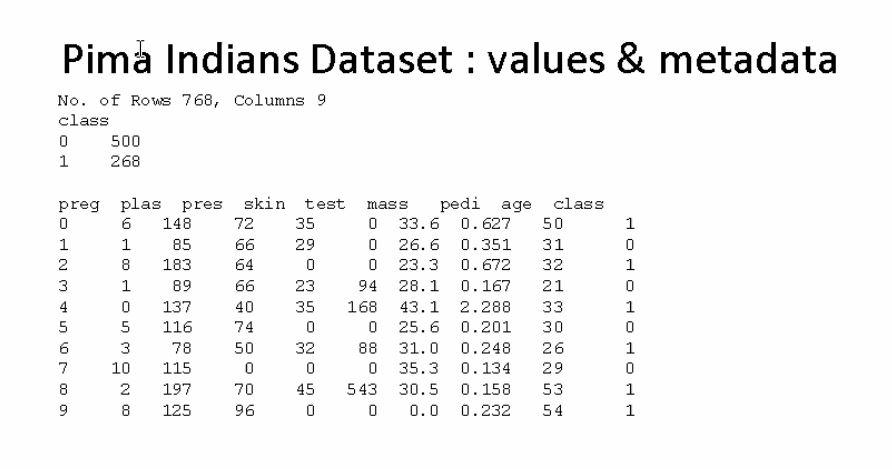 Pima Indians Dataset : values & metadata
No. of Rows 768, Columns 9
class
0 500
1 268
preg plas pres skin test mass pedi age class
0 6 148 72 35 0 33.6 0.627 50 1
1 1 85 66 29 0 26.6 0.351 31 0
2 8 183 64 0 0 23.3 0.672 32 1
3 1 89 66 23 94 28.1 0.167 21 0
4 0 137 40 35 168 43.1 2.288 33 1
5 5 116 74 0 0 25.6 0.201 30 0
6 3 78 50 32 88 31.0 0.248 26 1
7 10 115 0 0 0 35.3 0.134 29 0
8 2 197 70 45 543 30.5 0.158 53 1
9 8 125 96 0 0 0.0 0.232 54 1